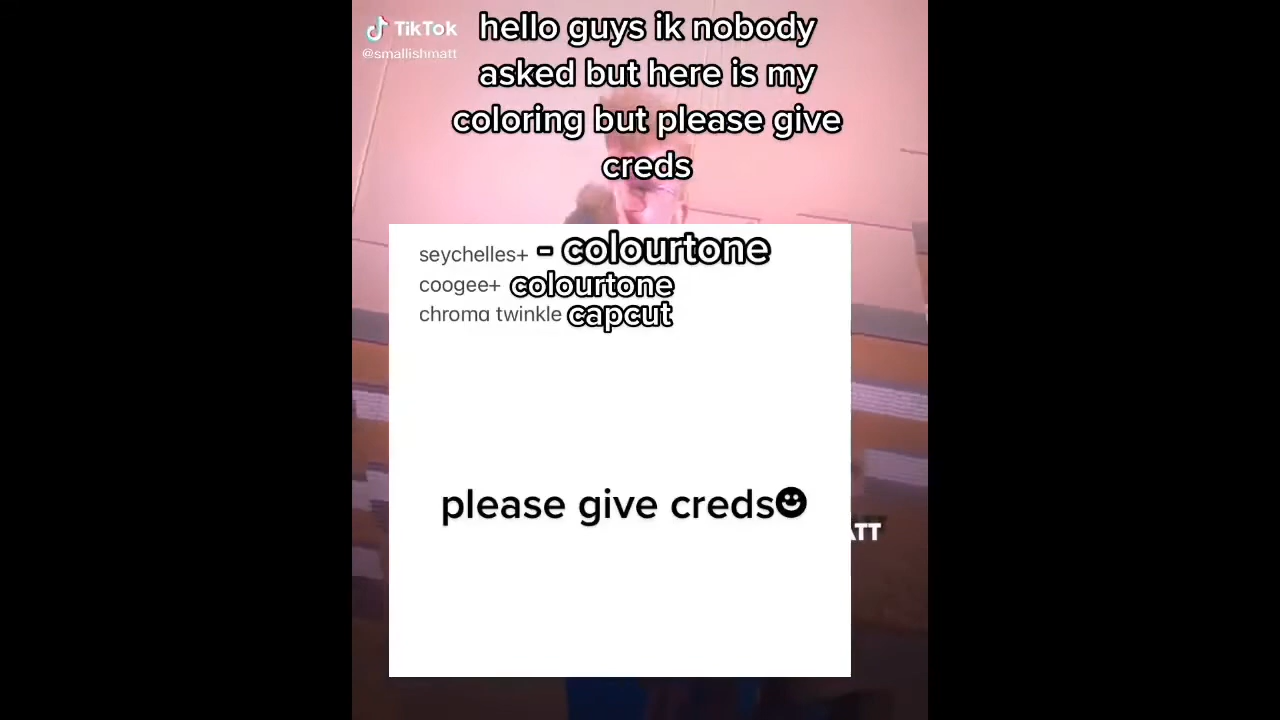 TikTok
@smallishmatt
hello guys ik nobody
asked but here is my
coloring but please give
creds
seychelles+ - colourtone
coogee+ colourtone
chroma twinkle capcut
please give creds☻
ATT